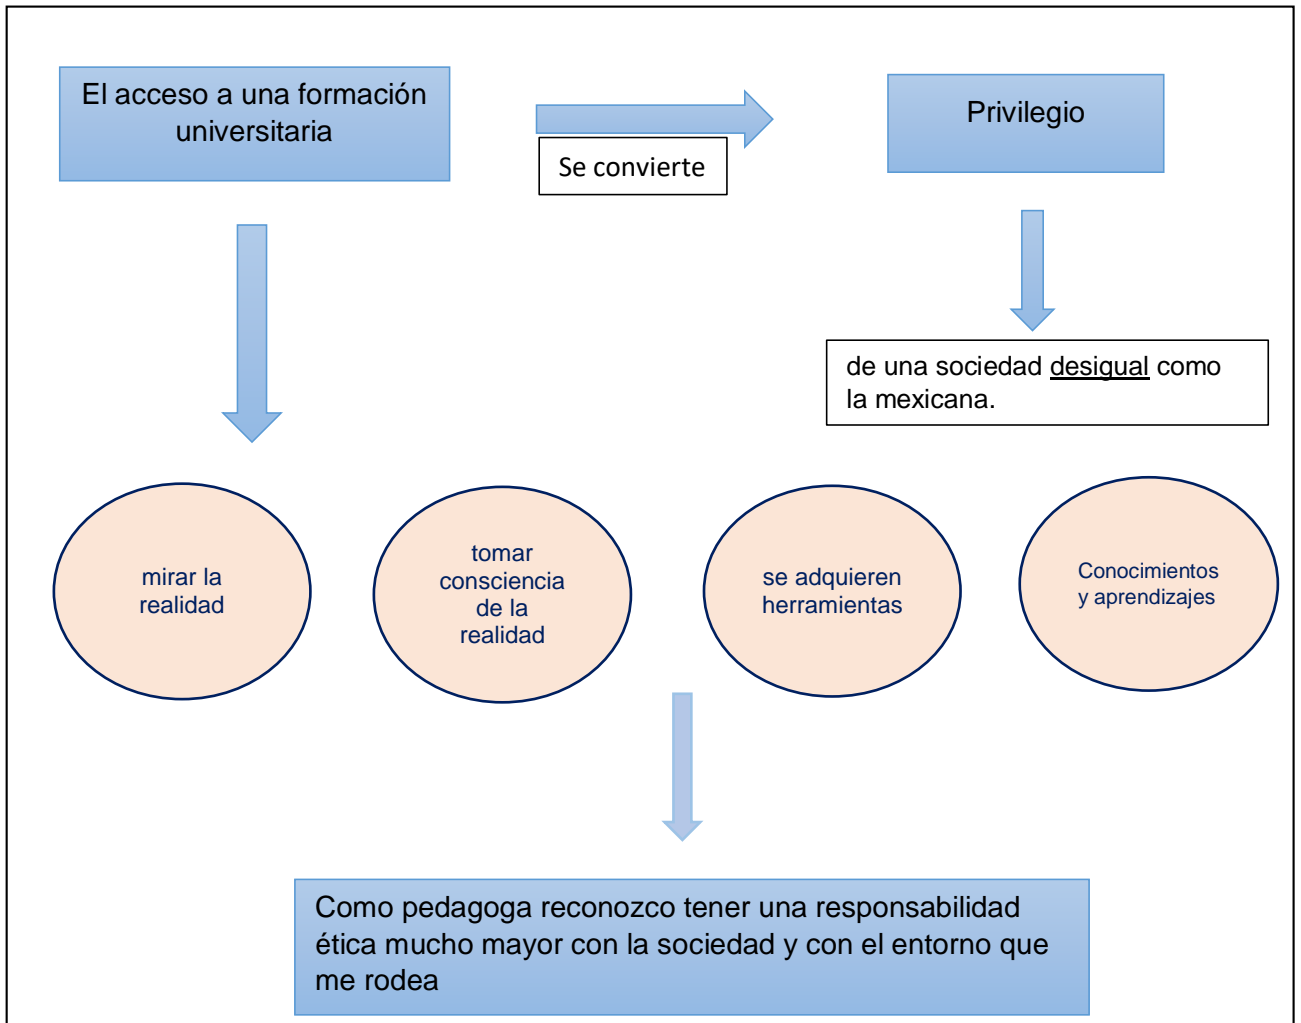 El acceso a una formación
universitaria
Se convierte
Privilegio
de una sociedad desigual como
la mexicana.
mirar la
realidad
tomar
consciencia
de la
realidad
se adquieren
herramientas
Conocimientos
y aprendizajes
Como pedagoga reconozco tener una responsabilidad
ética mucho mayor con la sociedad y con el entorno que
me rodea